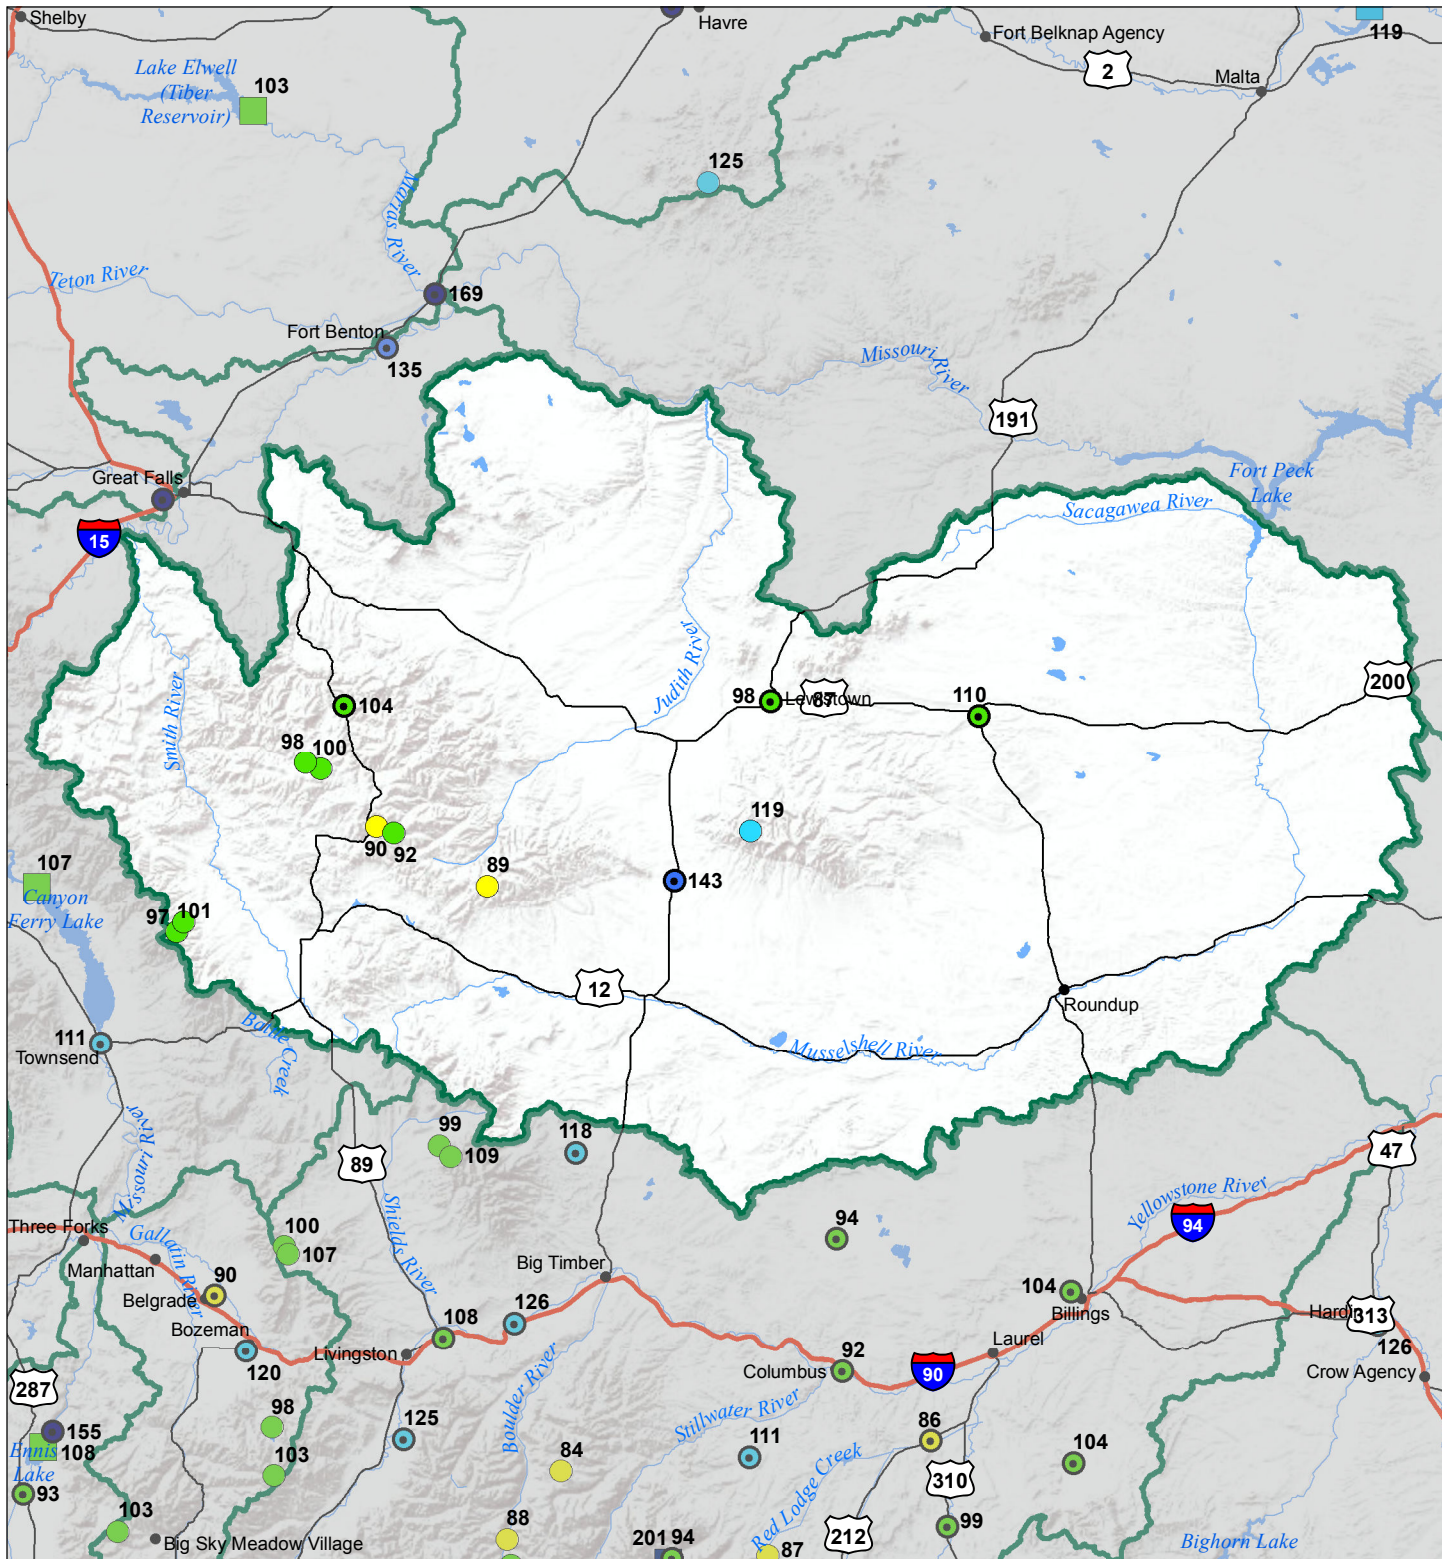 Shelby
Havre
Fort Belknap Agency
119
2
Malta
Lake Elwell
(Tiber
Reservoir)
103
125
Marias River
Teton River
169
Fort Benton
135
Missouri River
191
Great Falls
Fort Peck
Lake
Sacagawea River
15
Judith River
Smith River
200
98
Lewistown
87
110
104
98
100
119
90
92
89
143
107
Canyon
Ferry Lake
97
101
12
Roundup
111
Townsend
Battle Creek
Musselshell River
Missouri River
99
109
118
89
47
Shields River
Yellowstone River
94
Three Forks
Gallatin River
100
107
94
Manhattan
Big Timber
90
Belgrade
104
Billings
Hardin
313
126
108
126
Bozeman
Livingston
Laurel
120
Columbus
92
90
Crow Agency
287
Boulder River
Stillwater River
98
125
86
155
Ennis
Lake
108
84
111
Red Lodge Creek
104
103
310
93
103
88
99
Big Sky Meadow Village
201
94
87
212
Bighorn Lake